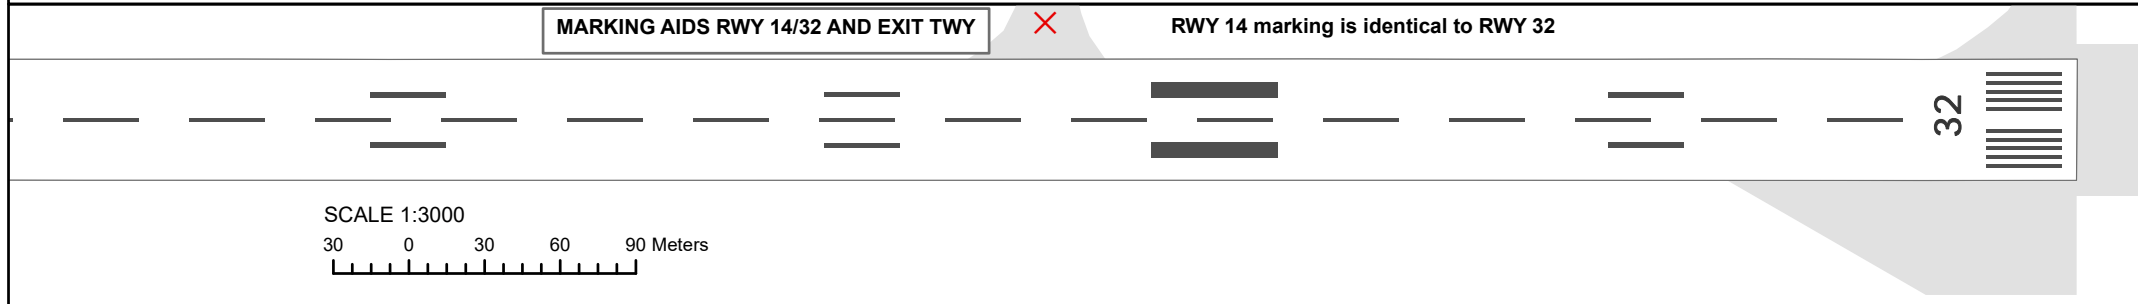 MARKING AIDS RWY 14/32 AND EXIT TWY
RWY 14 marking is identical to RWY 32
32
SCALE 1:3000
30 0 30 60 90 Meters